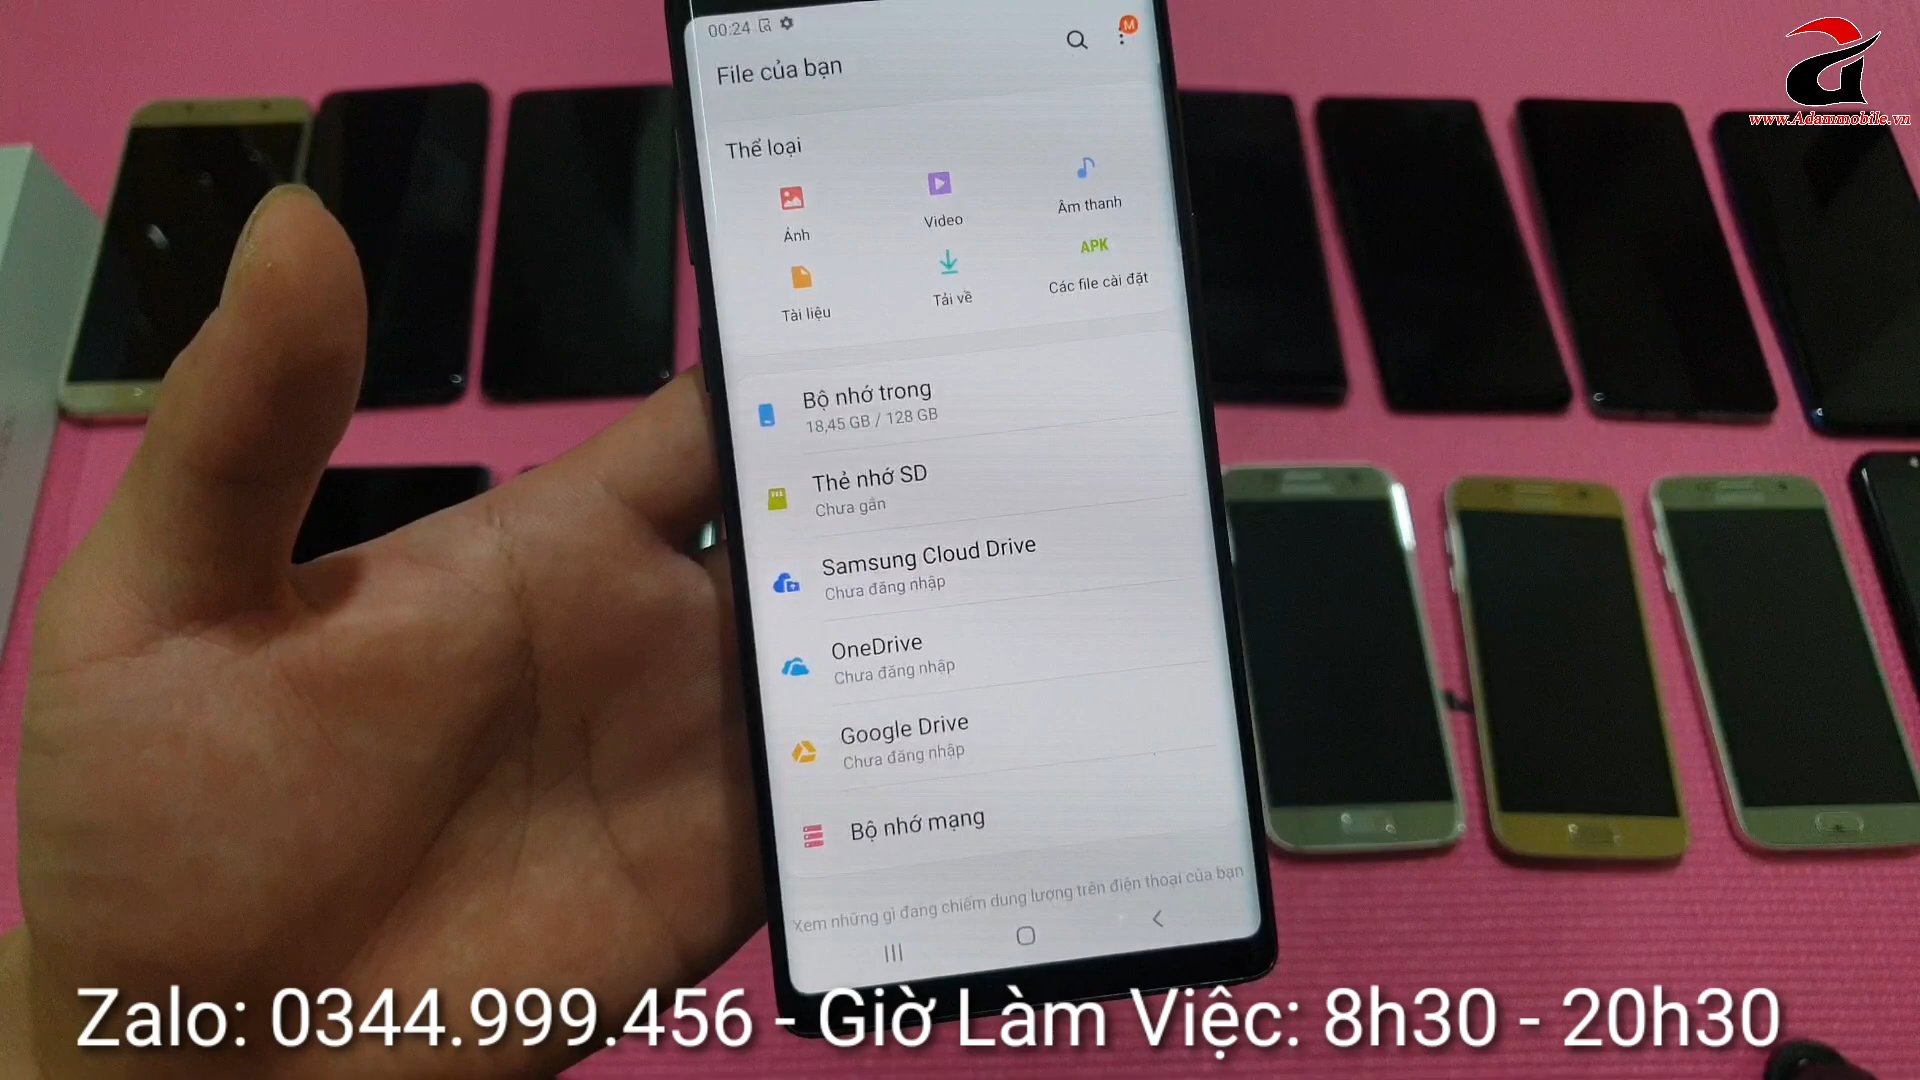 00:24
M
File của bạn
Thể loại
Ảnh
Video
Âm thanh
APK
Tài liệu
Tải về
Các file cài đặt
Bộ nhớ trong
18,45 GB / 128 GB
Thẻ nhớ SD
Chưa gắn
Samsung Cloud Drive
Chưa đăng nhập
OneDrive
Chưa đăng nhập
Google Drive
Chưa đăng nhập
Bộ nhớ mạng
Xem những gì đang chiếm dung lượng trên điện thoại của bạn
www.Adammobile.vn
Zalo: 0344.999.456 - Giờ Làm Việc: 8h30 - 20h30